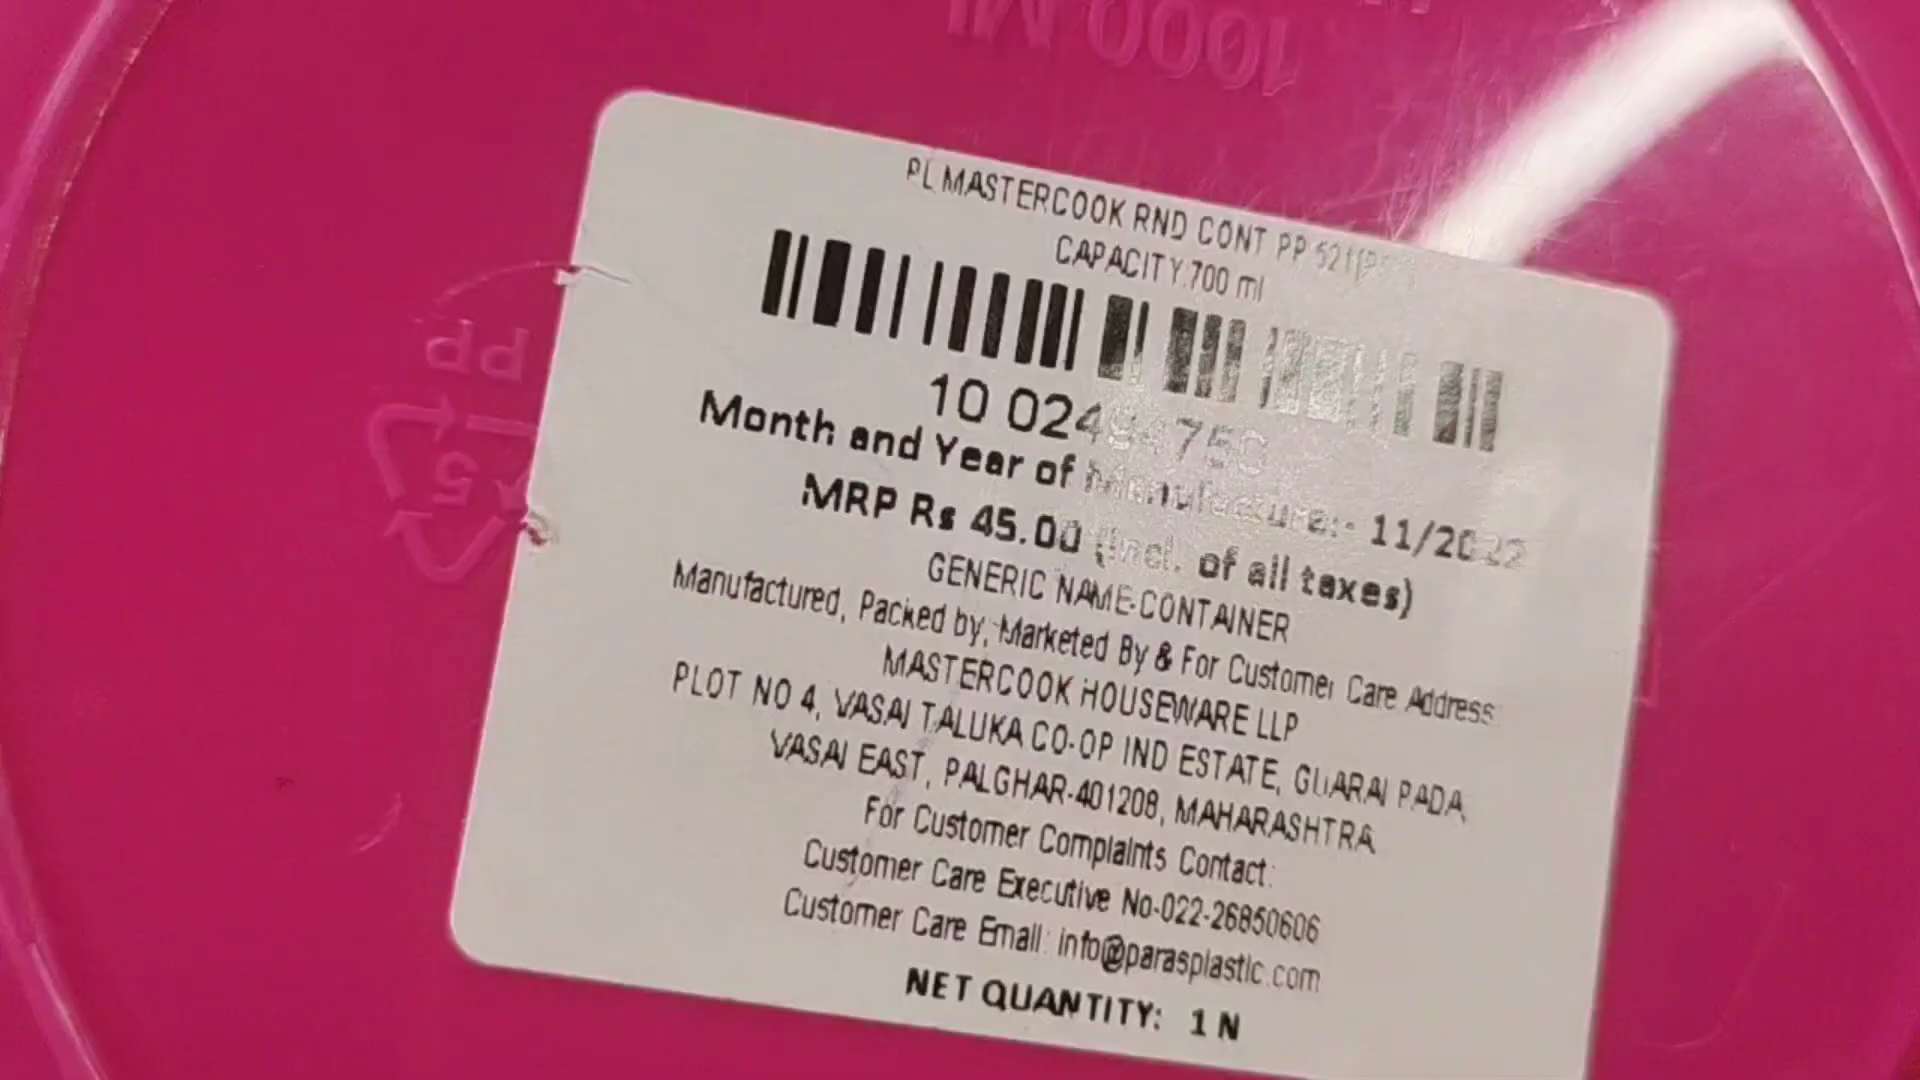 1000 ML
PP
5
PL MASTERCOOK RND CONT PP 521
CAPACITY 700 ml
Month and Year of Manufacture:- 11/2022
MRP Rs 45.00 (Incl. of all taxes)
GENERIC NAME-CONTAINER
Manufactured, Packed by, Marketed By & For Customer Care Address:
MASTERCOOK HOUSEWARE LLP
PLOT NO 4, VASAI TALUKA CO-OP IND ESTATE, GUARAI PADA,
VASAI EAST, PALGHAR-401208, MAHARASHTRA
For Customer Complaints Contact:
Customer Care Executive No-022-26850606
Customer Care Email: info@parasplastic.com
NET QUANTITY: 1 N